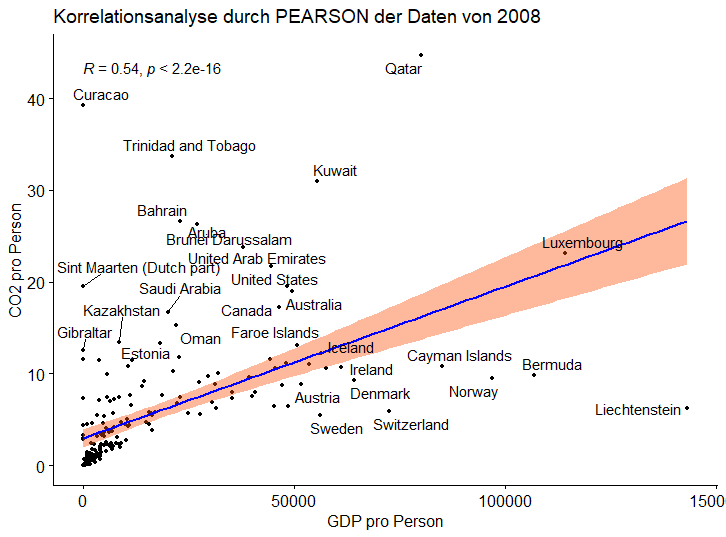 Korrelationsanalyse durch PEARSON der Daten von 2008
R = 0.54, p < 2.2e-16
Qatar
Curacao
Trinidad and Tobago
Kuwait
Bahrain
Aruba
Brunei Darussalam
Luxembourg
United Arab Emirates
Sint Maarten (Dutch part)
United States
Saudi Arabia
Australia
Kazakhstan
Canada
Gibraltar
Oman
Faroe Islands
Estonia
Iceland
Cayman Islands
Ireland
Bermuda
Austria
Denmark
Norway
Liechtenstein
Sweden
Switzerland
CO2 pro Person
40
30
20
10
0
0
50000
100000
15000
GDP pro Person